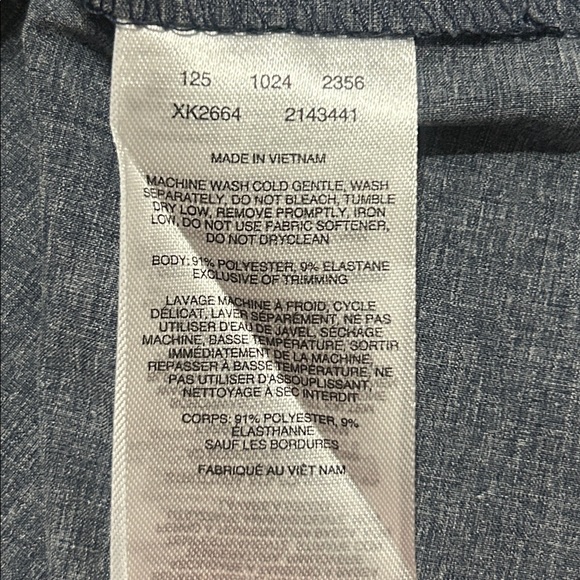 125 1024 2356
XK2664 2143441
MADE IN VIETNAM
MACHINE WASH COLD GENTLE, WASH
SEPARATELY, DO NOT BLEACH, TUMBLE
DRY LOW, REMOVE PROMPTLY, IRON
LOW, DO NOT USE FABRIC SOFTENER,
DO NOT DRYCLEAN
BODY: 91% POLYESTER, 9% ELASTANE
EXCLUSIVE OF TRIMMING
LAVAGE MACHINE À FROID, CYCLE
DÉLICAT, LAVER SÉPARÉMENT, NE PAS
UTILISER D'EAU DE JAVEL, SÉCHAGE
MACHINE, BASSE TEMPÉRATURE, SORTIR
IMMÉDIATEMENT DE LA MACHINE,
REPASSER À BASSE TEMPÉRATURE, NE
PAS UTILISER D'ASSOUPLISSANT,
NETTOYAGE À SEC INTERDIT
CORPS: 91% POLYESTER, 9%
ÉLASTHANNE
SAUF LES BORDURES
FABRIQUÉ AU VIÊT NAM